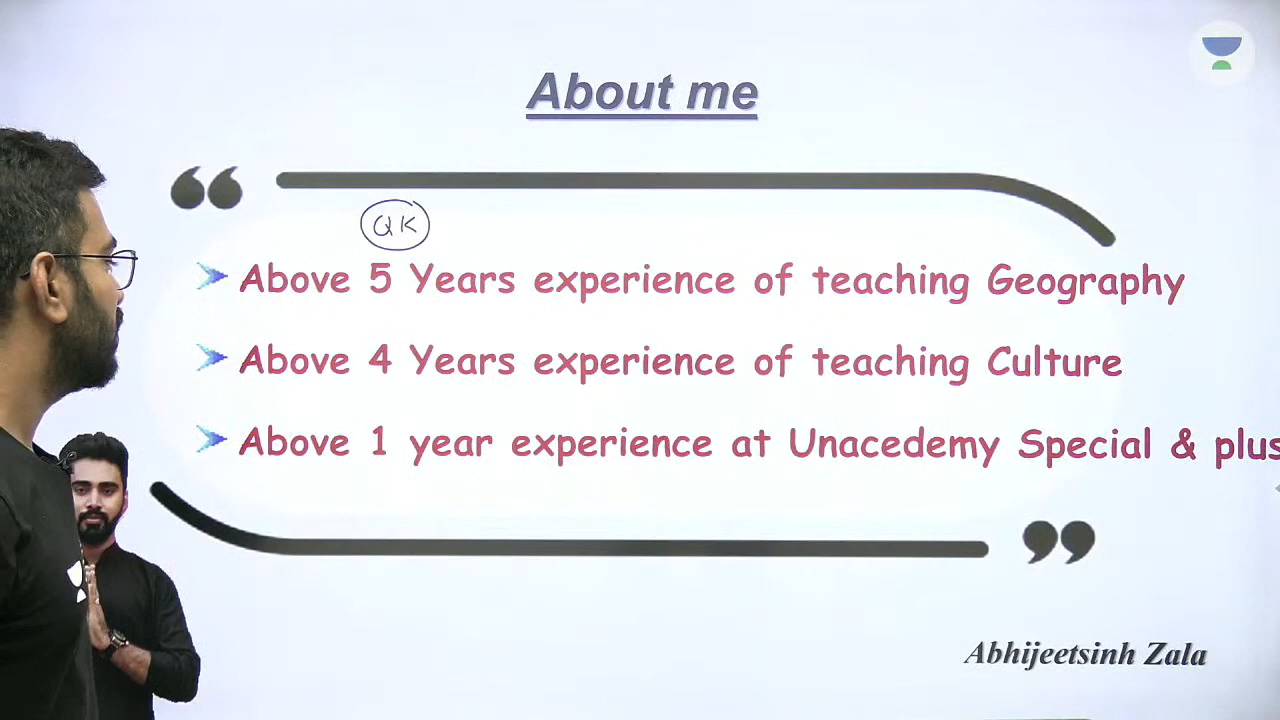 About me
QK
Above 5 Years experience of teaching Geography
Above 4 Years experience of teaching Culture
Above 1 year experience at Unacedemy Special & plus
Abhijeetsinh Zala